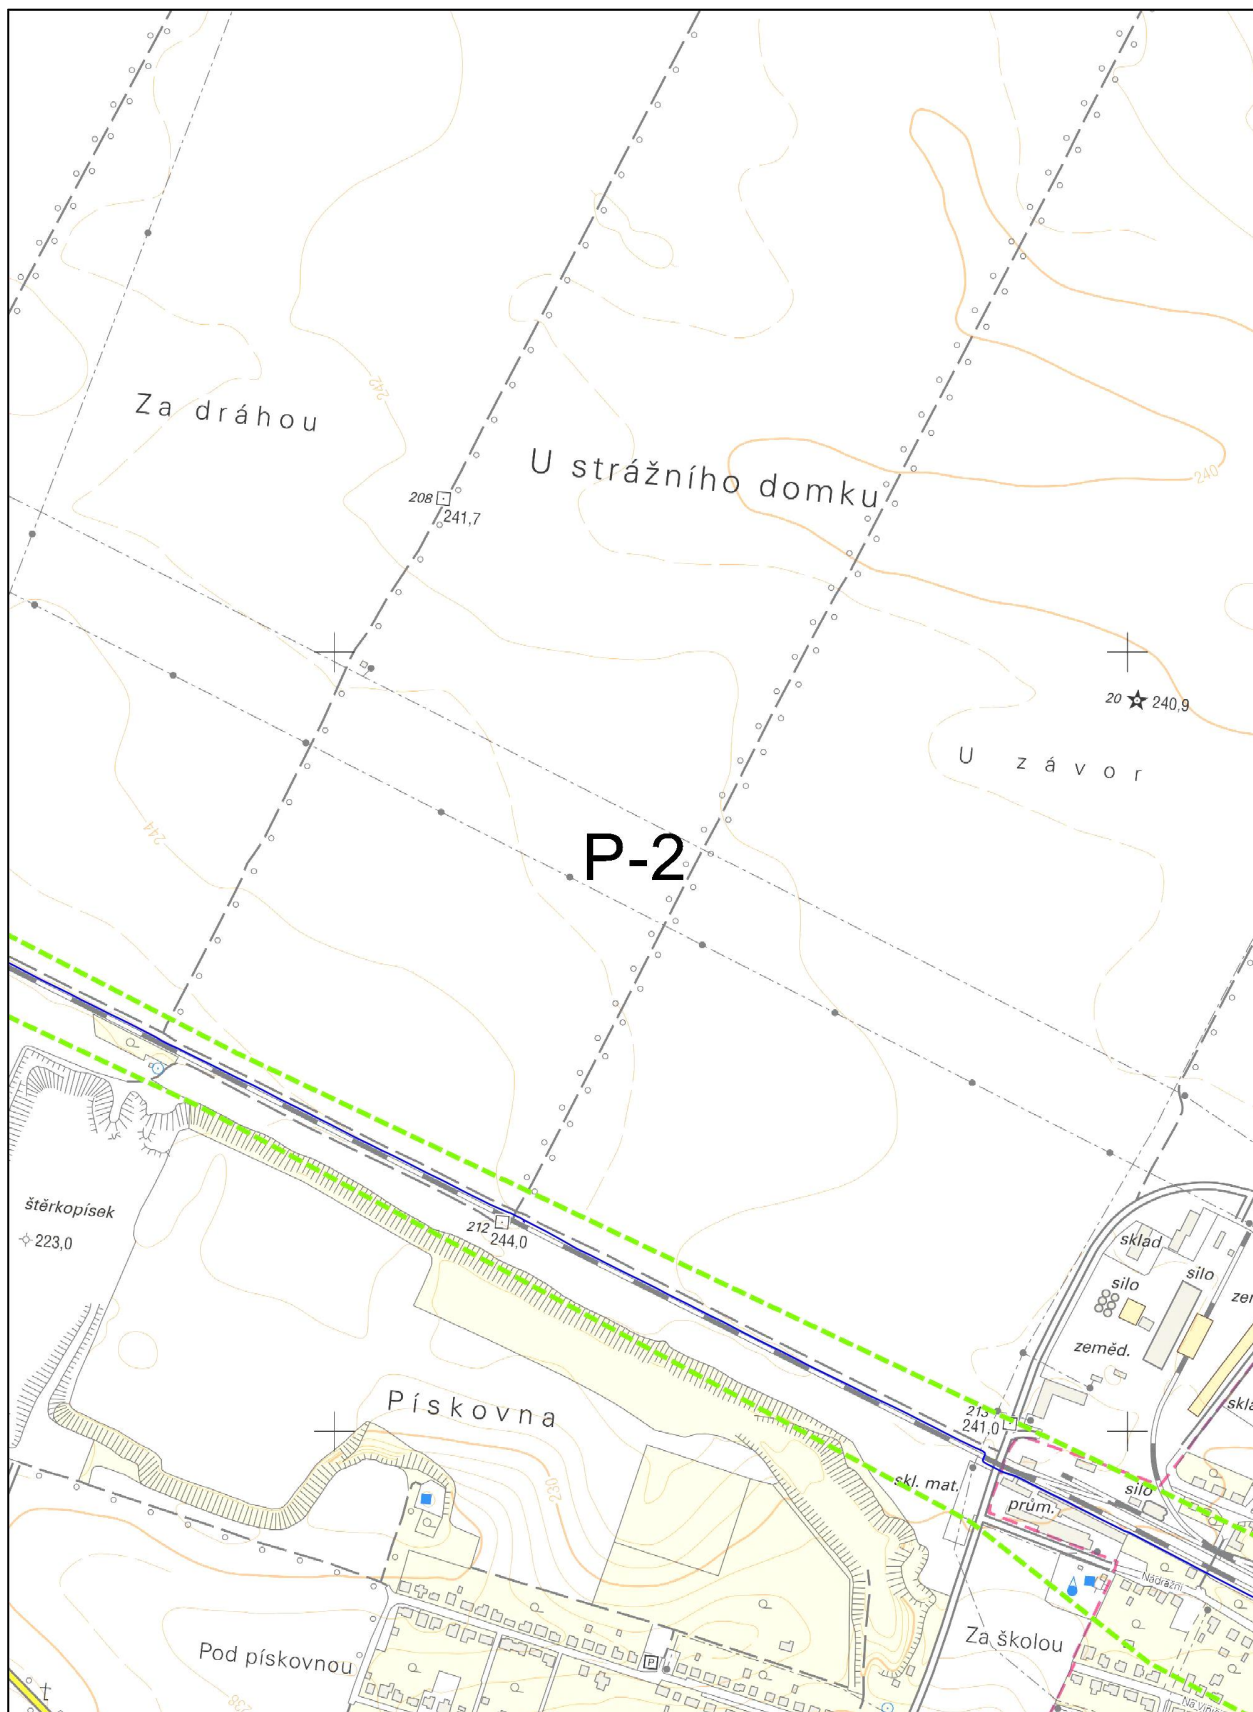 242
Za dráhou
U strážního domku
240
208
241,7
20
240,9
U závor
244
P-2
štěrkopísek
223,0
212
244,0
sklad
silo
silo
zeměd.
Pískovna
213
241,0
230
skl. mat.
silo
prům.
Nádražní
Za školou
Pod pískovnou
P
236